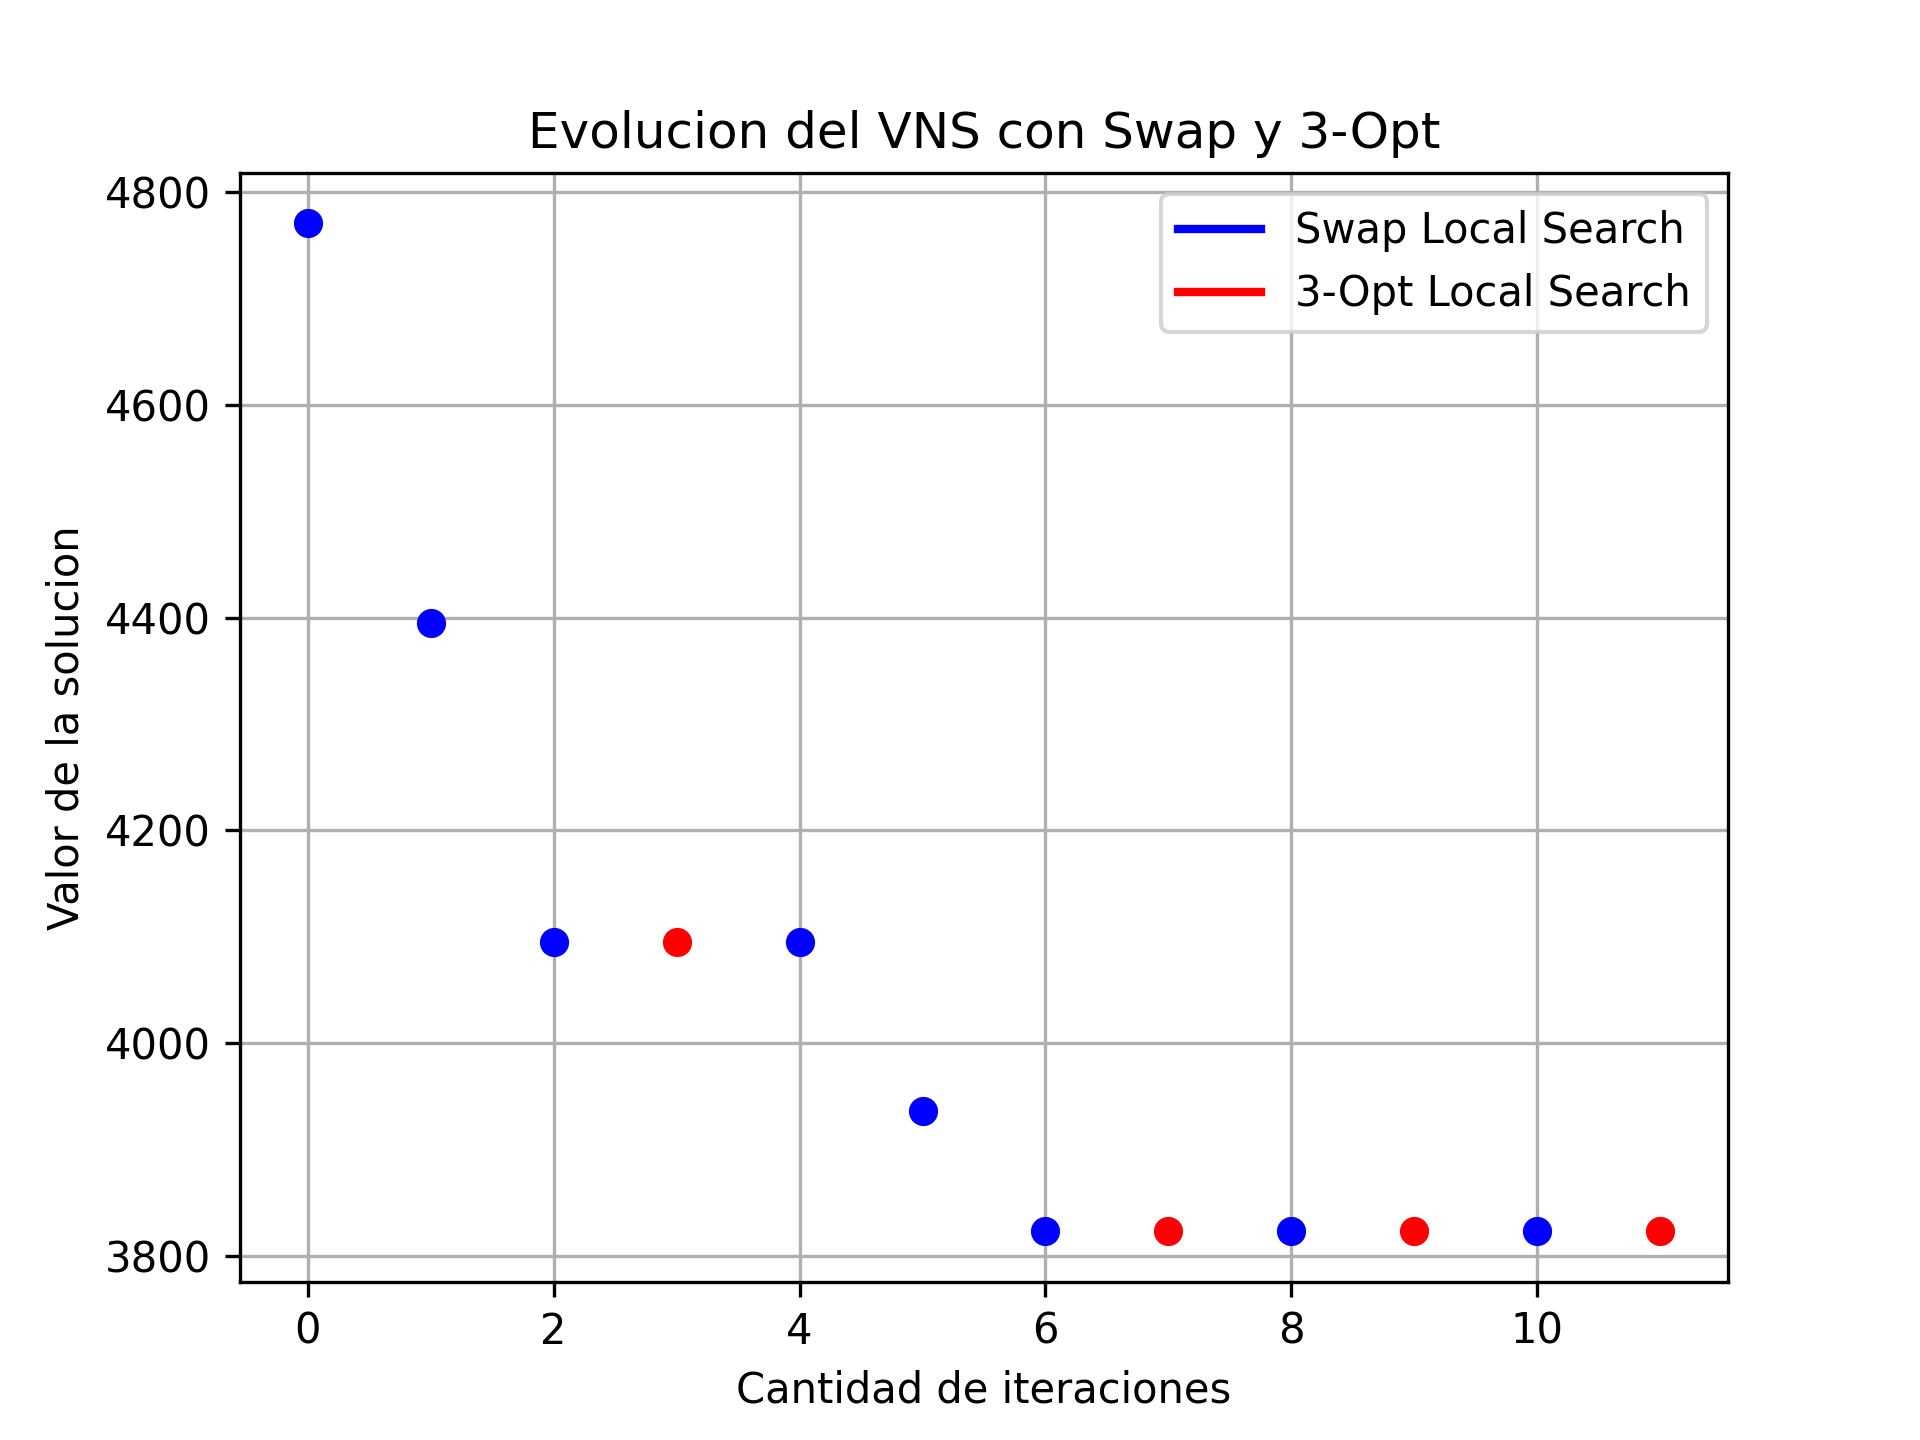 Evolucion del VNS con Swap y 3-Opt
Swap Local Search
3-Opt Local Search
Valor de la solucion
4800
4600
4400
4200
4000
3800
0 2 4 6 8 10
Cantidad de iteraciones